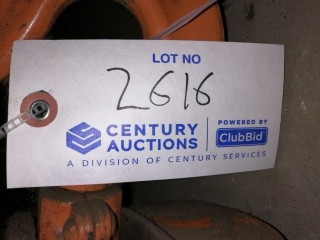 LOT NO
2616
CENTURY
AUCTIONS
POWERED BY
ClubBid
A DIVISION OF CENTURY SERVICES